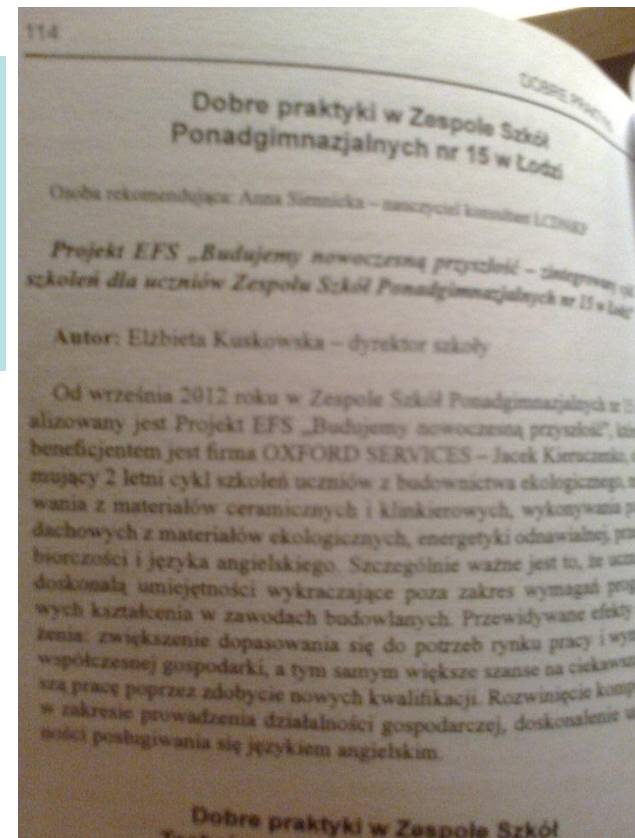 114
DOBRE
Dobre praktyki w Zespole Szkół
Ponadgimnazjalnych nr 15 w Łodzi
Osoba rekomendująca: Anna Siennicka – nauczyciel konsultant ŁCDNiKP
Projekt EFS „Budujemy nowoczesną przyszłość – zintegrowany
szkoleń dla uczniów Zespołu Szkół Ponadgimnazjalnych nr 15 w Łodzi”
Autor: Elżbieta Kuskowska – dyrektor szkoły
Od września 2012 roku w Zespole Szkół Ponadgimnazjalnych nr 15
alizowany jest Projekt EFS „Budujemy nowoczesną przyszłość”,
beneficjentem jest firma OXFORD SERVICES – Jacek
mujący 2 letni cykl szkoleń uczniów z budownictwa ekologicznego,
wania z materiałów ceramicznych i klinkierowych, wykonywania
dachowych z materiałów ekologicznych, energetyki odnawialnej,
biorczości i języka angielskiego. Szczególnie ważne jest to, że
doskonalą umiejętności wykraczające poza zakres wymagań
wych kształcenia w zawodach budowlanych. Przewidywane efekty
żenia: zwiększenie dopasowania się do potrzeb rynku pracy i
współczesnej gospodarki, a tym samym większe szanse na
szą pracę poprzez zdobycie nowych kwalifikacji. Rozwinięcie
w zakresie prowadzenia działalności gospodarczej, doskonalenie
ności posługiwania się językiem angielskim.
Dobre praktyki w Zespole Szkół